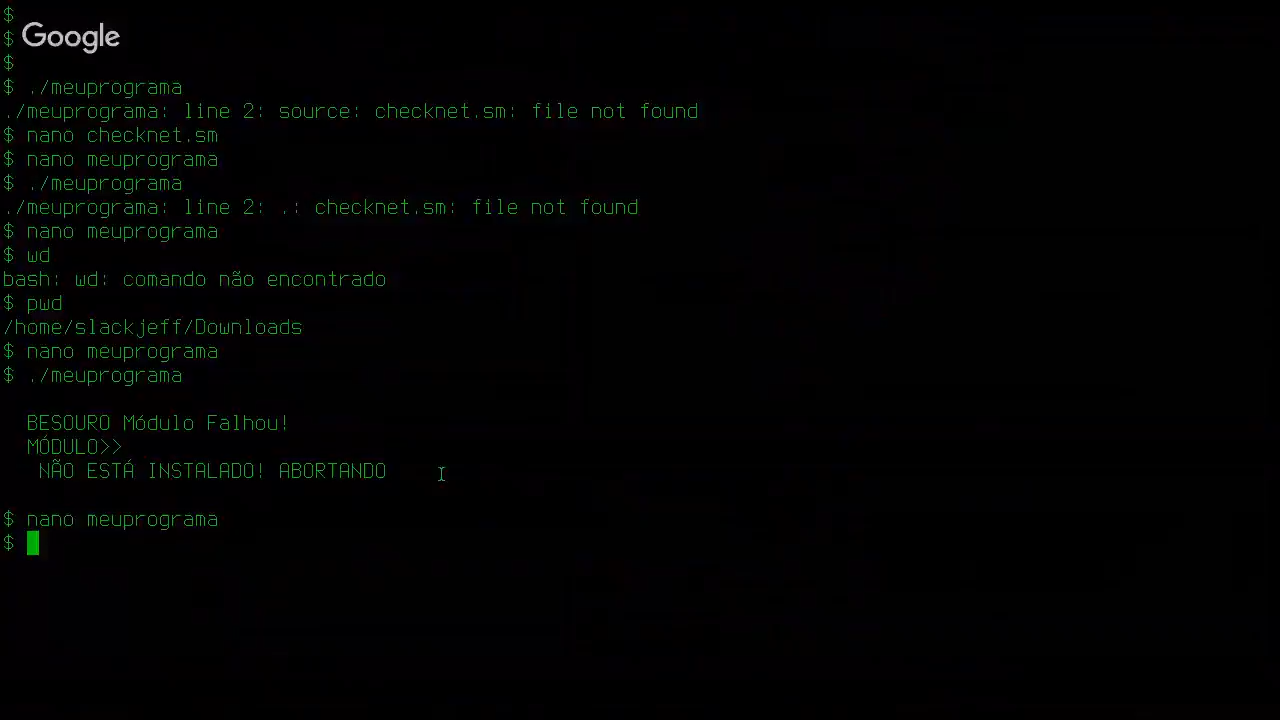 $
$ Google
$
$ ./meuprograma
./meuprograma: line 2: source: checknet.sm: file not found
$ nano checknet.sm
$ nano meuprograma
$ ./meuprograma
./meuprograma: line 2: .: checknet.sm: file not found
$ nano meuprograma
$ wd
bash: wd: comando não encontrado
$ pwd
/home/slackjeff/Downloads
$ nano meuprograma
$ ./meuprograma
BESOURO Módulo Falhou!
MÓDULO>>
NÃO ESTÁ INSTALADO! ABORTANDO
$ nano meuprograma
$